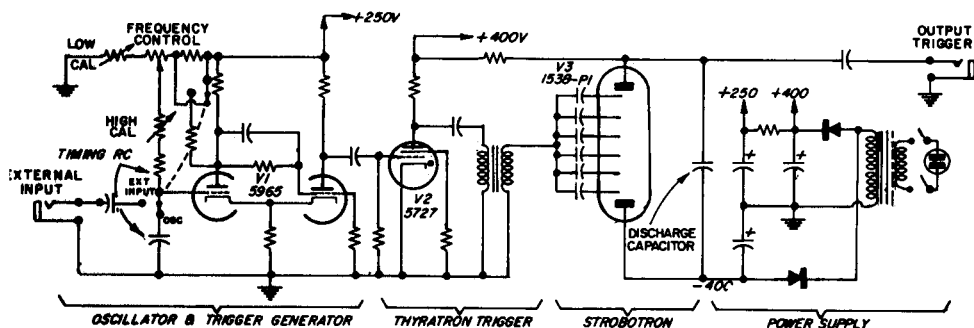 LOW
CAL
FREQUENCY
CONTROL
+250V
+400V
V3
1538-P1
OUTPUT
TRIGGER
+250
+400
HIGH
CAL
TIMING RC
EXTERNAL
INPUT
EXT
INPUT
OSC
V1
5965
V2
5727
DISCHARGE
CAPACITOR
-400
OSCILLATOR & TRIGGER GENERATOR
THYRATRON TRIGGER
STROBOTRON
POWER SUPPLY